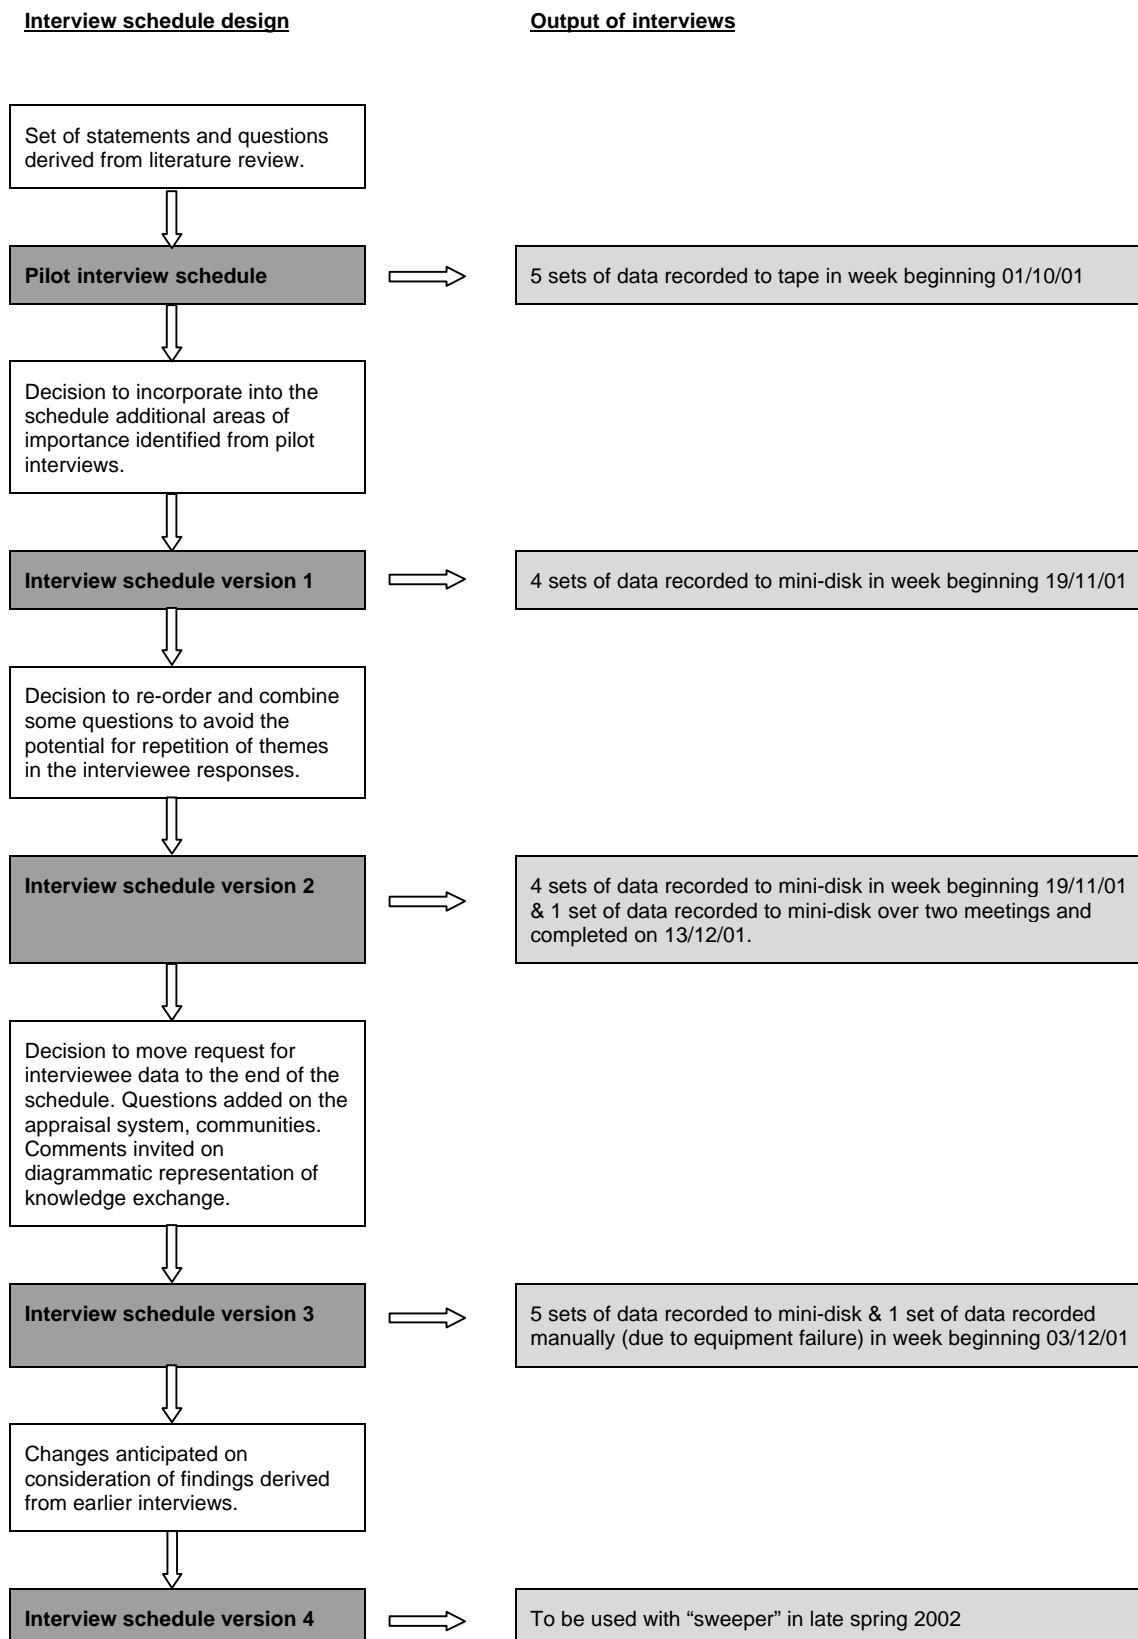 Interview schedule design
Output of interviews
Set of statements and questions
derived from literature review.
Pilot interview schedule
5 sets of data recorded to tape in week beginning 01/10/01
Decision to incorporate into the
schedule additional areas of
importance identified from pilot
interviews.
Interview schedule version 1
4 sets of data recorded to mini-disk in week beginning 19/11/01
Decision to re-order and combine
some questions to avoid the
potential for repetition of themes
in the interviewee responses.
Interview schedule version 2
4 sets of data recorded to mini-disk in week beginning 19/11/01
& 1 set of data recorded to mini-disk over two meetings and
completed on 13/12/01.
Decision to move request for
interviewee data to the end of the
schedule. Questions added on the
appraisal system, communities.
Comments invited on
diagrammatic representation of
knowledge exchange.
Interview schedule version 3
5 sets of data recorded to mini-disk & 1 set of data recorded
manually (due to equipment failure) in week beginning 03/12/01
Changes anticipated on
consideration of findings derived
from earlier interviews.
Interview schedule version 4
To be used with “sweeper” in late spring 2002